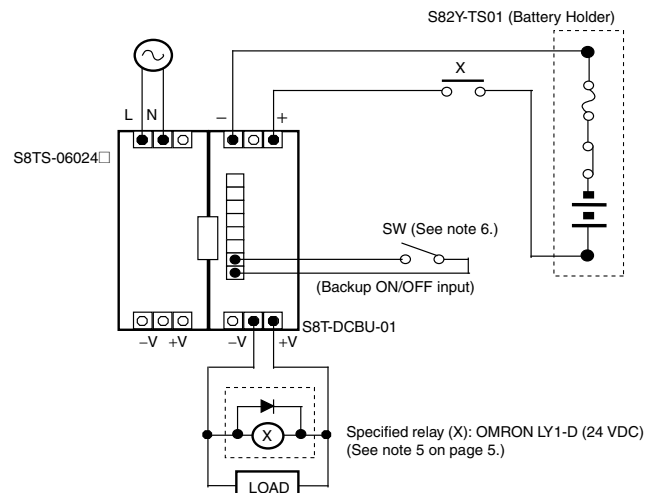 S82Y-TS01 (Battery Holder)
X
L N − +
S8TS-06024□
SW (See note 6.)
(Backup ON/OFF input)
S8T-DCBU-01
−V +V −V +V
X
Specified relay (X): OMRON LY1-D (24 VDC)
(See note 5 on page 5.)
LOAD